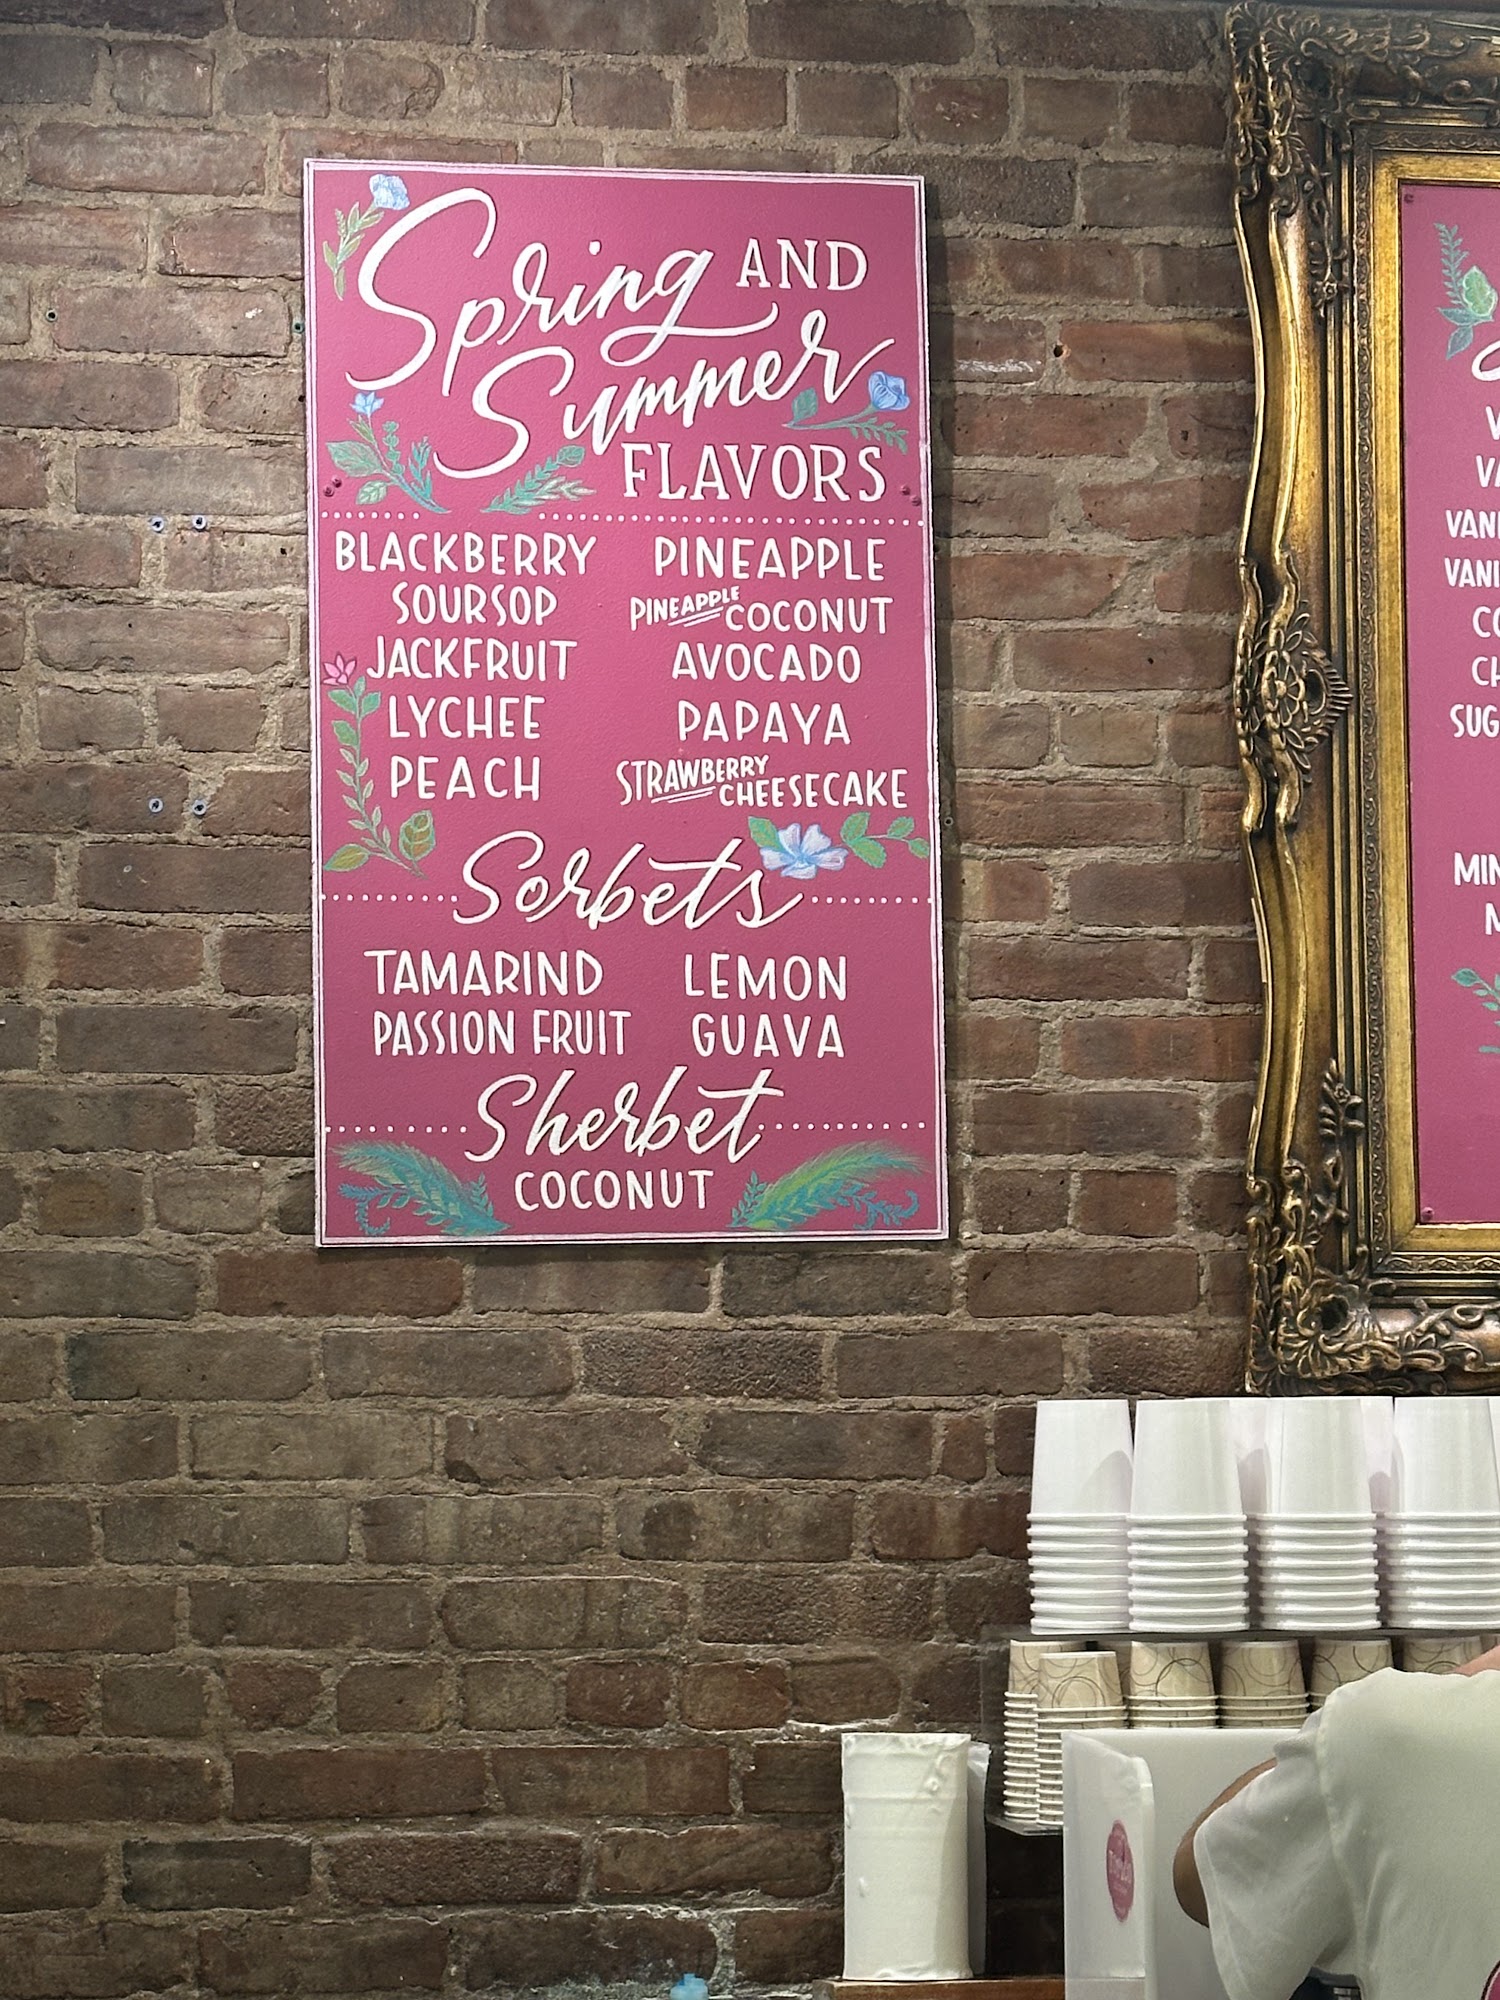 Spring AND
Summer
FLAVORS
BLACKBERRY
SOURSOP
JACKFRUIT
LYCHEE
PEACH
PINEAPPLE
PINEAPPLE COCONUT
AVOCADO
PAPAYA
STRAWBERRY CHEESECAKE
Sorbets
TAMARIND
PASSION FRUIT
LEMON
GUAVA
Sherbet
COCONUT